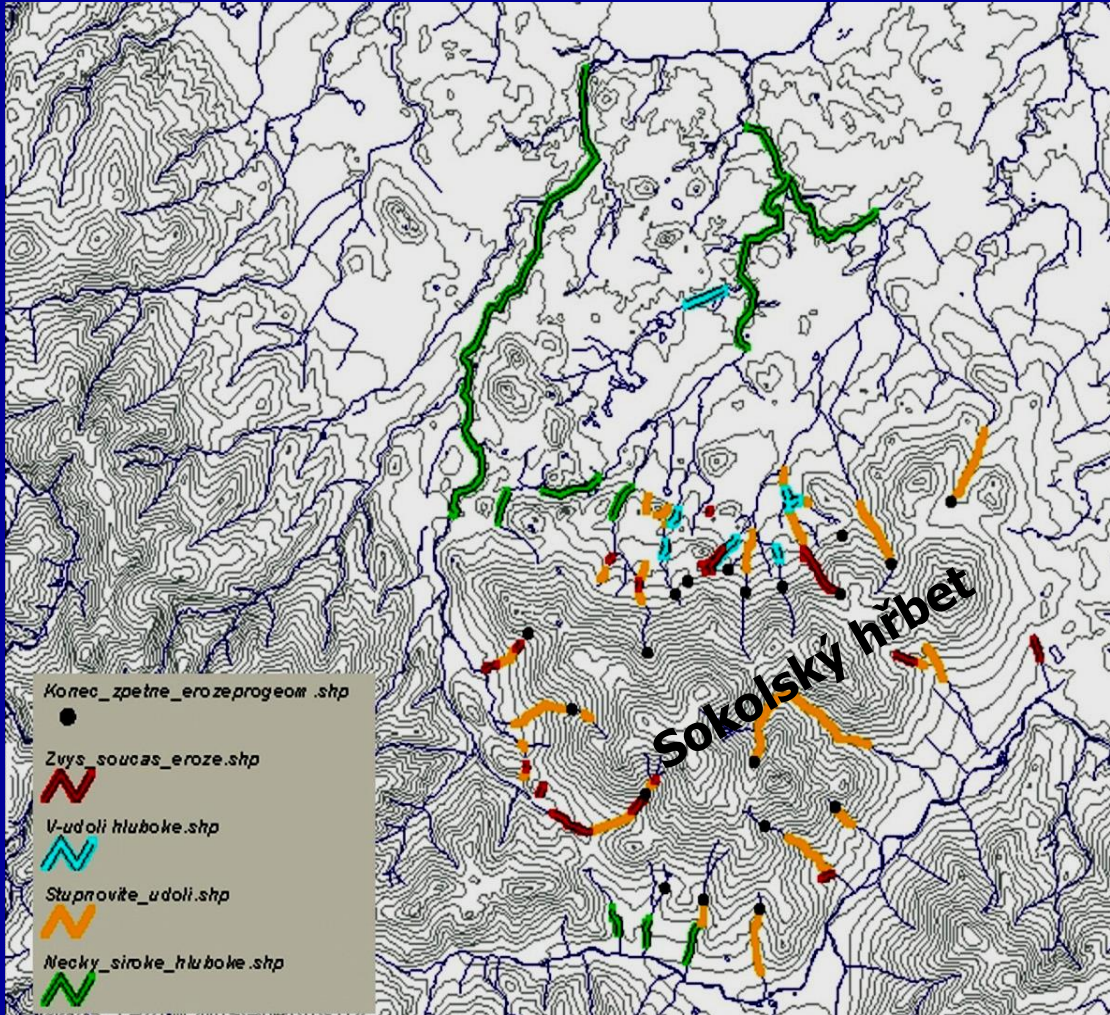 Sokolský hřbet
Konec_zpetne_erozeprogeom.shp
Zvys_soucas_eroze.shp
V-udoli hluboke.shp
Stupnovite_udoli.shp
Necky_siroke_hluboke.shp